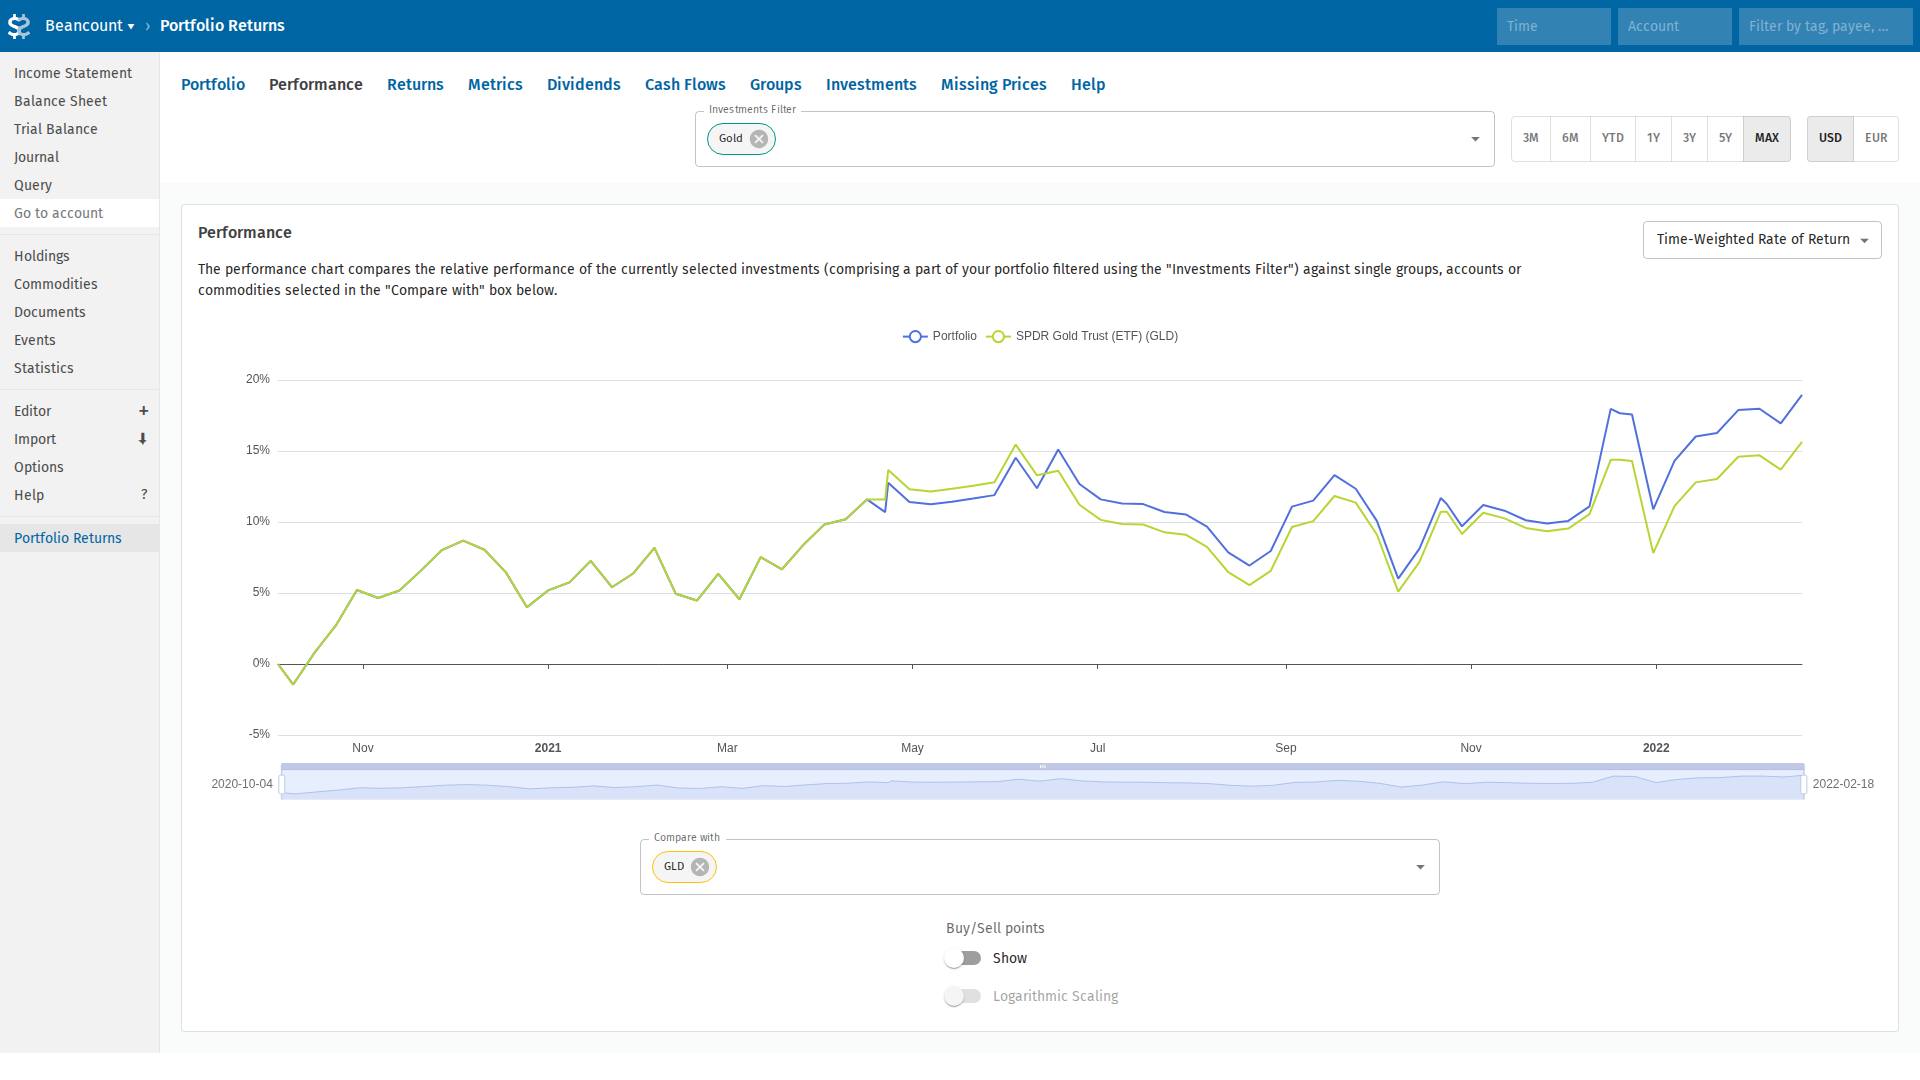 Beancount ▾ › Portfolio Returns
Time
Account
Filter by tag, payee, ...
Income Statement
Balance Sheet
Trial Balance
Journal
Query
Go to account
Holdings
Commodities
Documents
Events
Statistics
Editor +
Import ⬇
Options
Help ?
Portfolio Returns
Portfolio Performance Returns Metrics Dividends Cash Flows Groups Investments Missing Prices Help
Investments Filter
Gold
3M 6M YTD 1Y 3Y 5Y MAX
USD EUR
Performance
Time-Weighted Rate of Return
The performance chart compares the relative performance of the currently selected investments (comprising a part of your portfolio filtered using the "Investments Filter") against single groups, accounts or
commodities selected in the "Compare with" box below.
Portfolio SPDR Gold Trust (ETF) (GLD)
20%
15%
10%
5%
0%
-5%
Nov 2021 Mar May Jul Sep Nov 2022
2020-10-04 2022-02-18
Compare with
GLD
Buy/Sell points
Show
Logarithmic Scaling